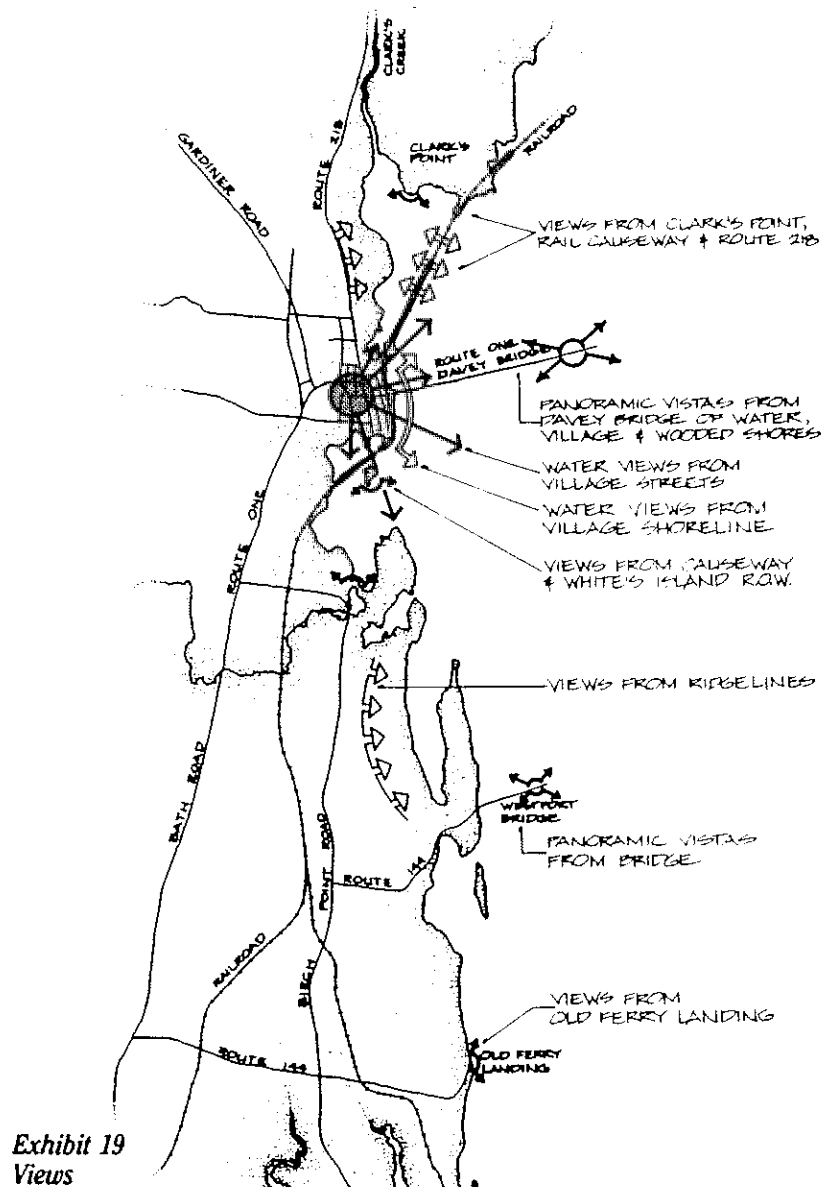 CLARK'S
CREEK
GARDINER ROAD
ROUTE 218
CLARK'S
POINT
RAILROAD
VIEWS FROM CLARK'S POINT,
RAIL CAUSEWAY & ROUTE 218
ROUTE ONE
DAVEY BRIDGE
PANORAMIC VISTAS FROM
DAVEY BRIDGE OF WATER,
VILLAGE & WOODED SHORES
WATER VIEWS FROM
VILLAGE STREETS
WATER VIEWS FROM
VILLAGE SHORELINE
VIEWS FROM CAUSEWAY
& WHITE'S ISLAND R.O.W.
ROUTE ONE
VIEWS FROM RIDGELINES
BATH ROAD
WESTPORT
BRIDGE
PANORAMIC VISTAS
FROM BRIDGE
BIRCH POINT ROAD
ROUTE 144
RAILROAD
VIEWS FROM
OLD FERRY LANDING
ROUTE 144
OLD FERRY
LANDING
Exhibit 19
Views